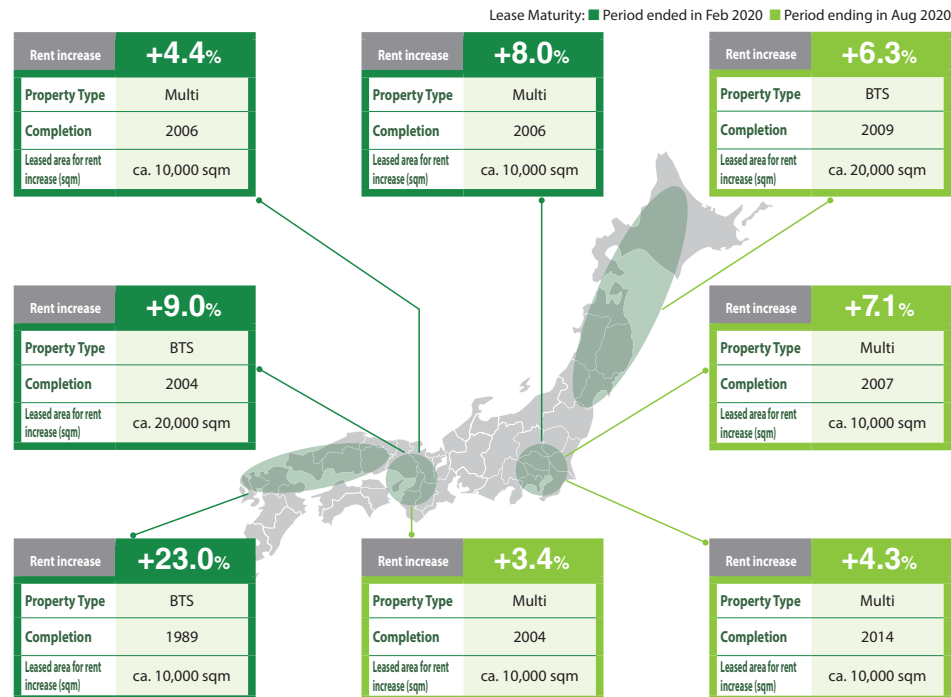 Lease Maturity: Period ended in Feb 2020 Period ending in Aug 2020
Rent increase +4.4%
Property Type Multi
Completion 2006
Leased area for rent increase (sqm) ca. 10,000 sqm
Rent increase +8.0%
Property Type Multi
Completion 2006
Leased area for rent increase (sqm) ca. 10,000 sqm
Rent increase +6.3%
Property Type BTS
Completion 2009
Leased area for rent increase (sqm) ca. 20,000 sqm
Rent increase +9.0%
Property Type BTS
Completion 2004
Leased area for rent increase (sqm) ca. 20,000 sqm
Rent increase +7.1%
Property Type Multi
Completion 2007
Leased area for rent increase (sqm) ca. 10,000 sqm
Rent increase +23.0%
Property Type BTS
Completion 1989
Leased area for rent increase (sqm) ca. 10,000 sqm
Rent increase +3.4%
Property Type Multi
Completion 2004
Leased area for rent increase (sqm) ca. 10,000 sqm
Rent increase +4.3%
Property Type Multi
Completion 2014
Leased area for rent increase (sqm) ca. 10,000 sqm